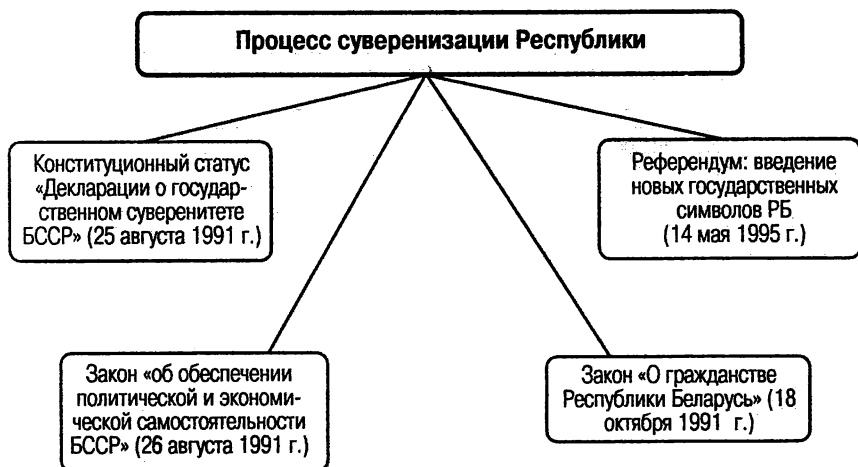 Процесс суверенизации Республики
Конституционный статус
«Декларации о государ-
ственном суверенитете
БССР» (25 августа 1991 г.)
Референдум: введение
новых государственных
символов РБ
(14 мая 1995 г.)
Закон «об обеспечении
политической и экономи-
ческой самостоятельности
БССР» (26 августа 1991 г.)
Закон «О гражданстве
Республики Беларусь» (18
октября 1991 г.)